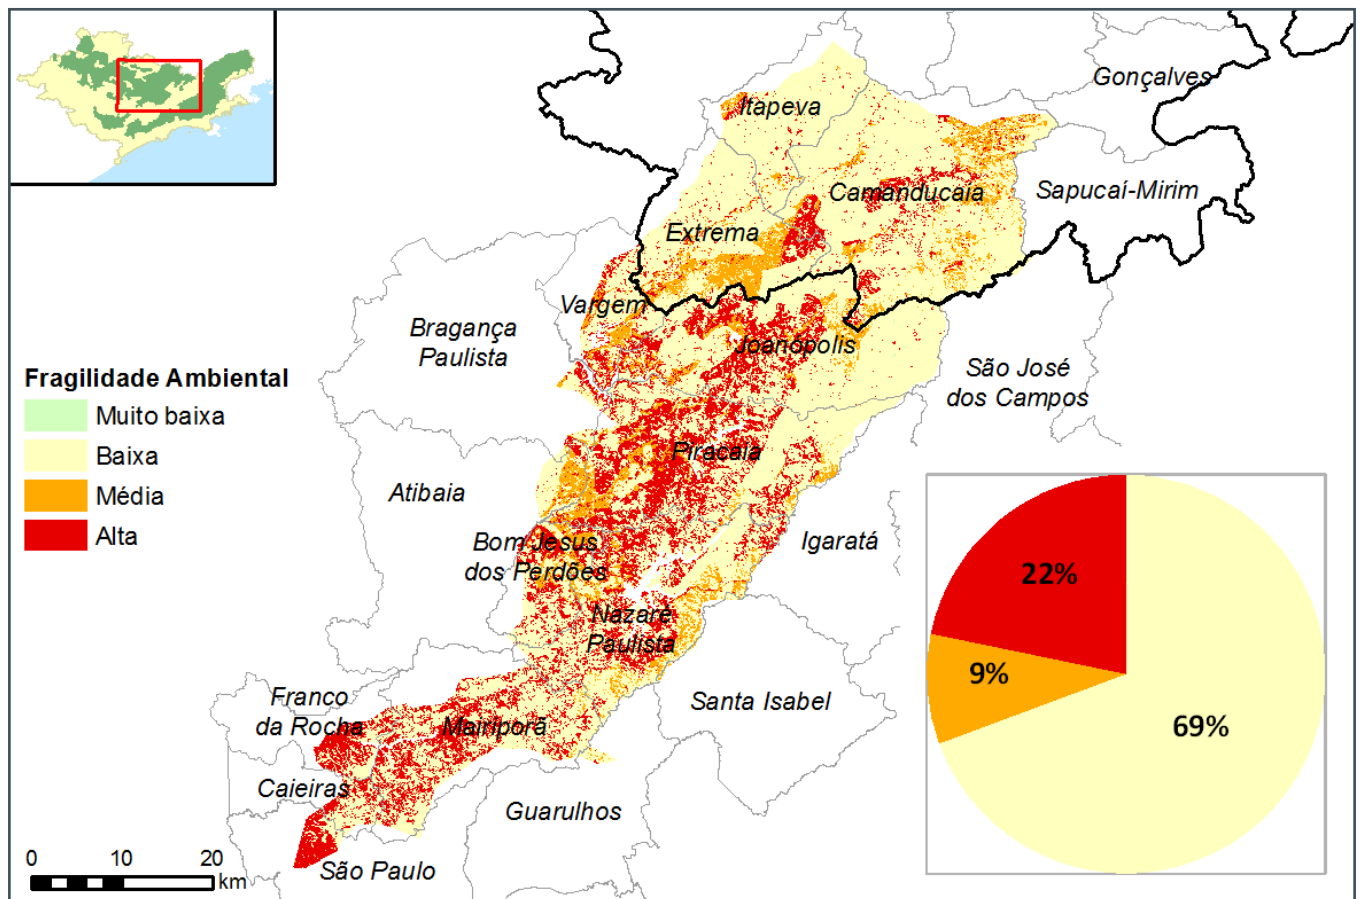 Gonçalves
Itapeva
Camanducaia
Sapucaí-Mirim
Extrema
Vargem
Bragança
Paulista
Joanópolis
São José
dos Campos
Fragilidade Ambiental
Muito baixa
Baixa
Média
Alta
Piracaia
Atibaia
Bom Jesus
dos Perdões
Igaratá
Nazaré
Paulista
Franco
da Rocha
Mairiporã
Santa Isabel
Caieiras
Guarulhos
São Paulo
0 10 20
km
22%
9%
69%